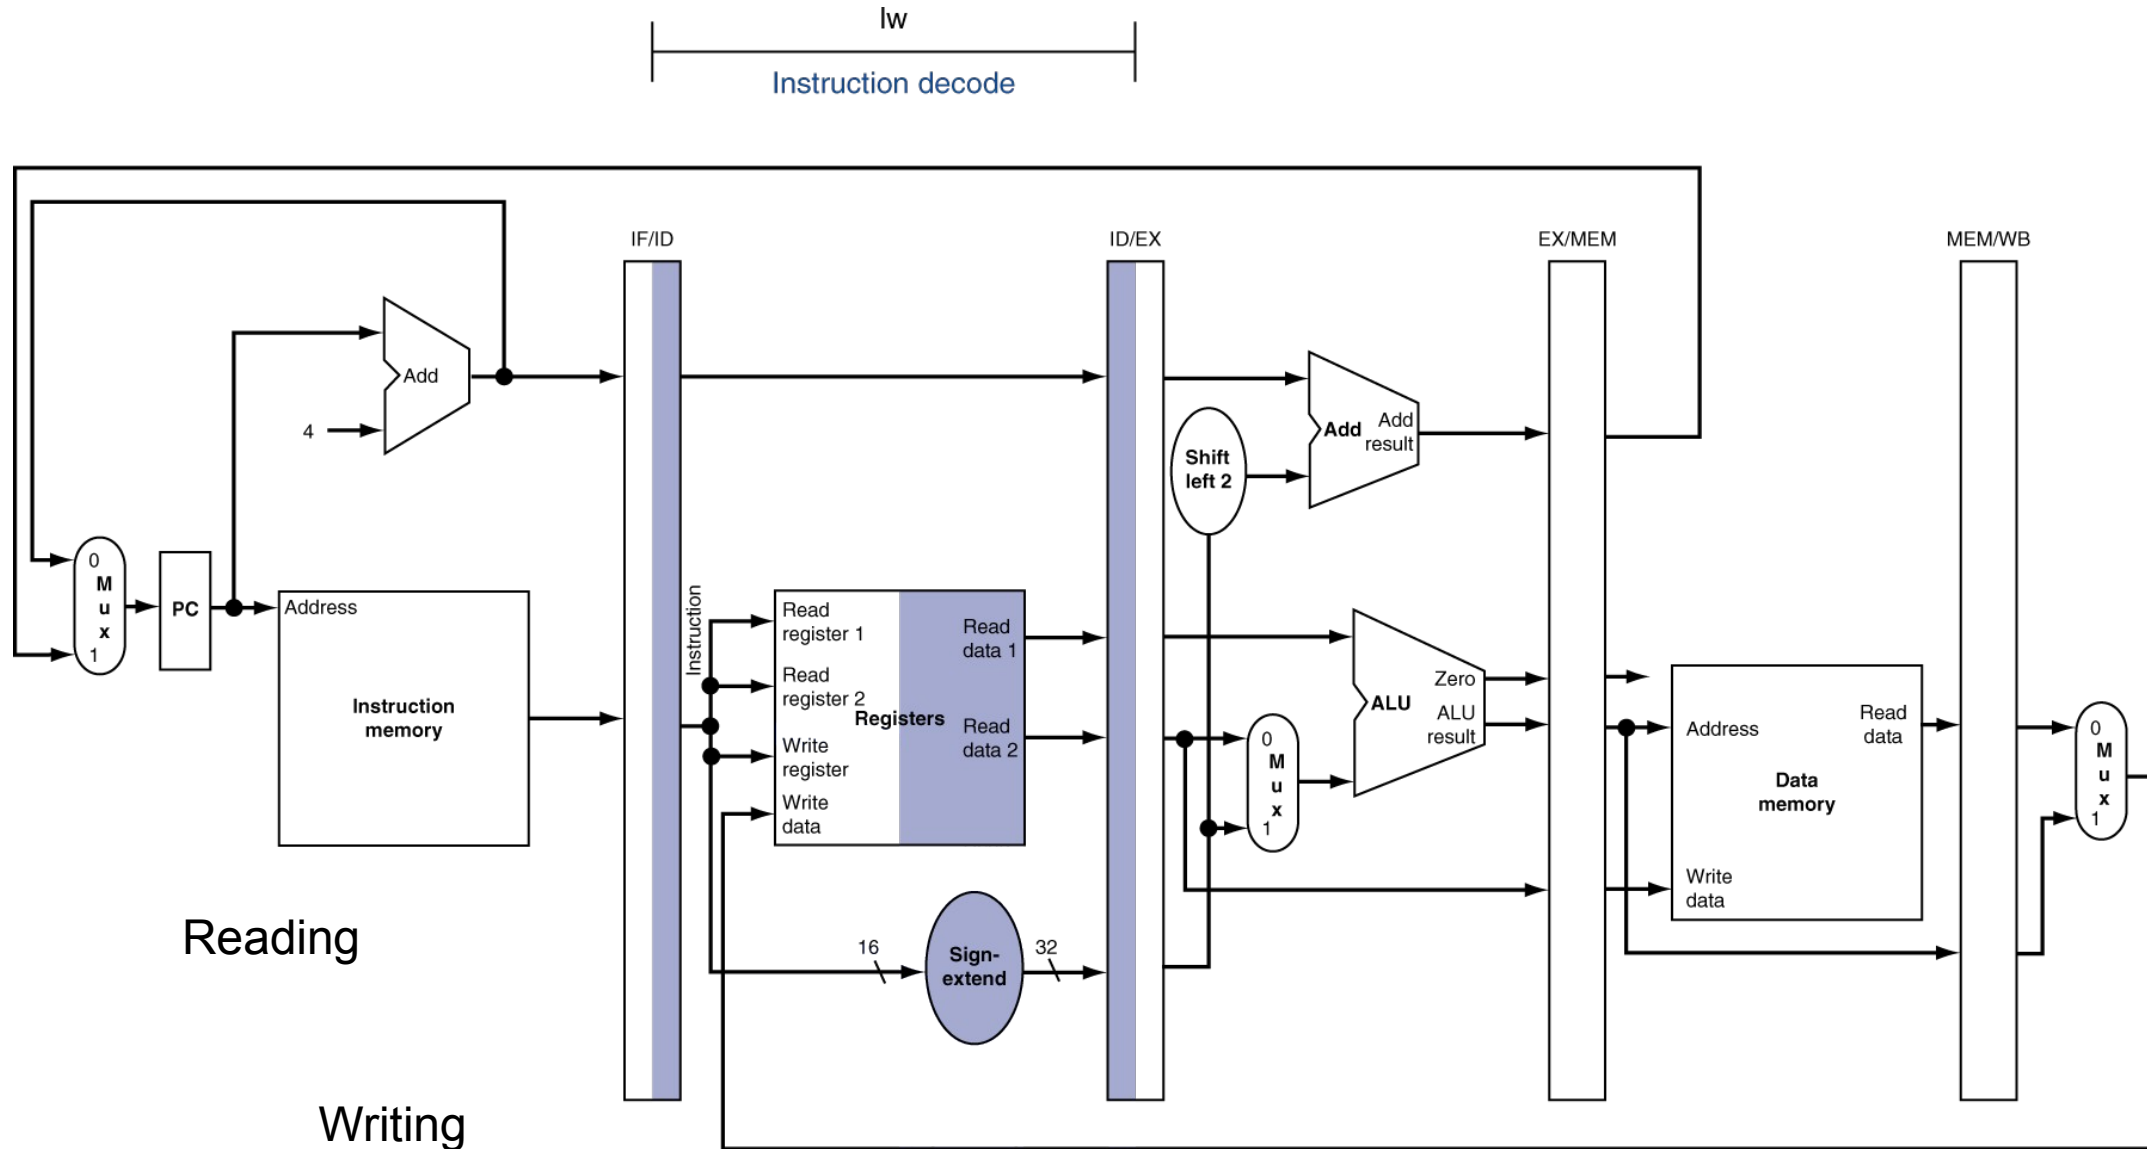 lw
Instruction decode
IF/ID
ID/EX
EX/MEM
MEM/WB
Add
4
Add
Add
result
Shift
left 2
0
M
u
x
1
PC
Address
Instruction
memory
Instruction
Read
register 1
Read
register 2
Write
register
Write
data
Registers
Read
data 1
Read
data 2
16
Sign-
extend
32
0
M
u
x
1
ALU
Zero
ALU
result
Address
Read
data
Data
memory
Write
data
0
M
u
x
1
Reading
Writing